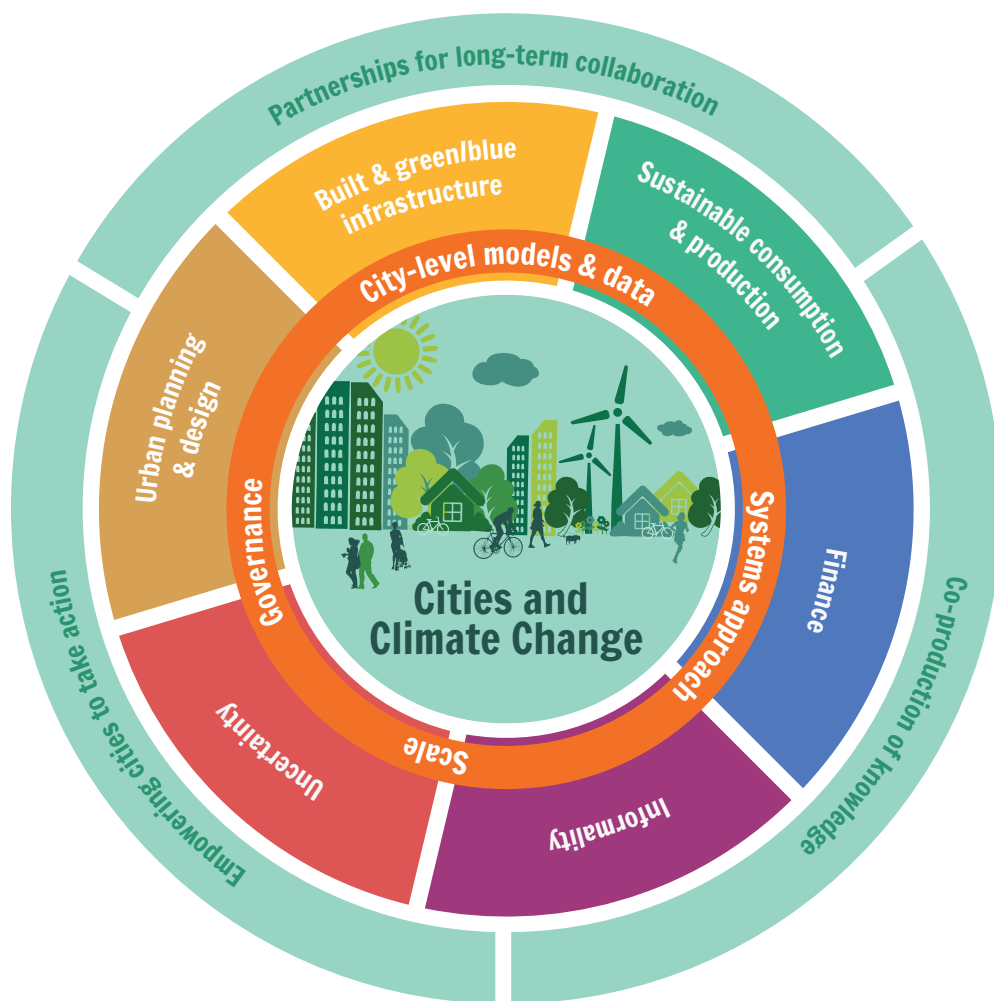 Partnerships for long-term collaboration
Built & green/blue
infrastructure
Sustainable consumption
& production
City-level models & data
Urban planning
& design
Governance
Systems approach
Finance
Cities and
Climate Change
Empowering cities to take action
Co-production of knowledge
Scale
Uncertainty
Informality